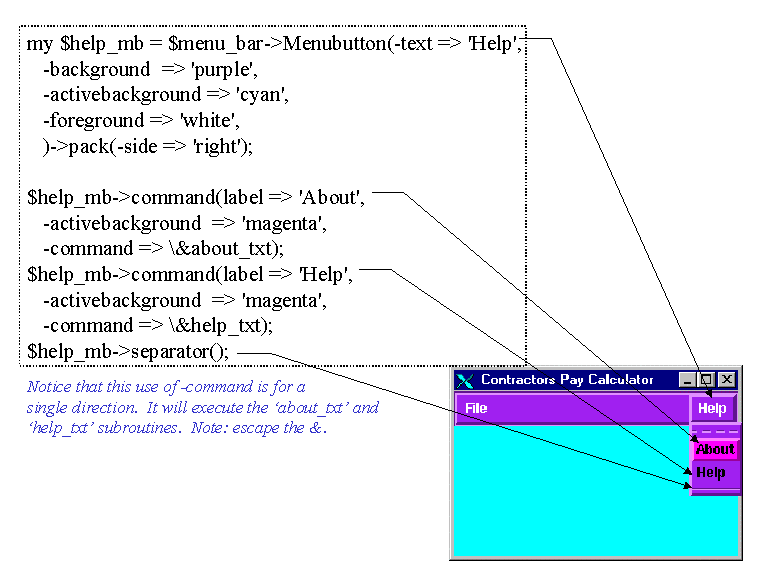 my $help_mb = $menu_bar->Menubutton(-text => 'Help',
-background => 'purple',
-activebackground => 'cyan',
-foreground => 'white',
)->pack(-side => 'right');
$help_mb->command(label => 'About',
-activebackground => 'magenta',
-command => \&about_txt);
$help_mb->command(label => 'Help',
-activebackground => 'magenta',
-command => \&help_txt);
$help_mb->separator();
Notice that this use of -command is for a
single direction. It will execute the ‘about_txt’ and
‘help_txt’ subroutines. Note: escape the &.
Contractors Pay Calculator
File Help
About
Help